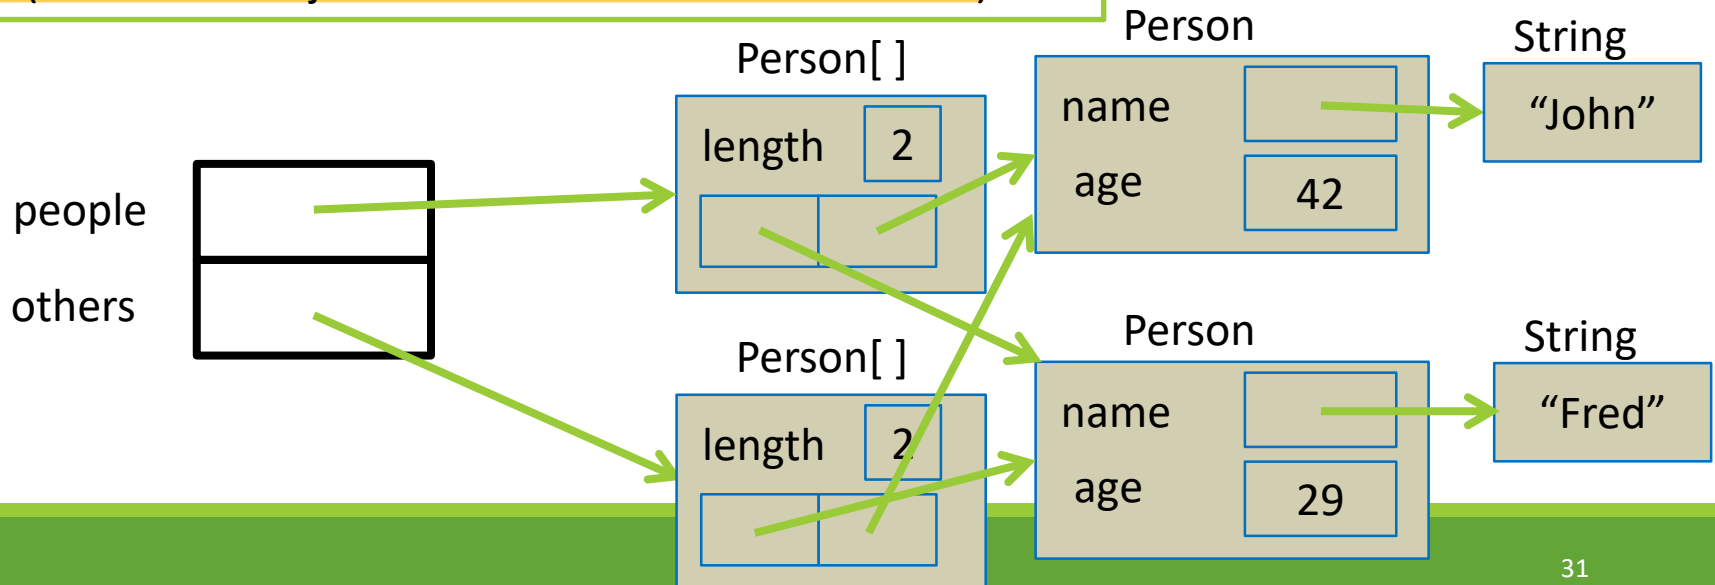 Person
String
Person[ ]
name
“John”
length 2
age 42
people
others
Person
String
Person[ ]
name
“Fred”
length 2
age 29
31